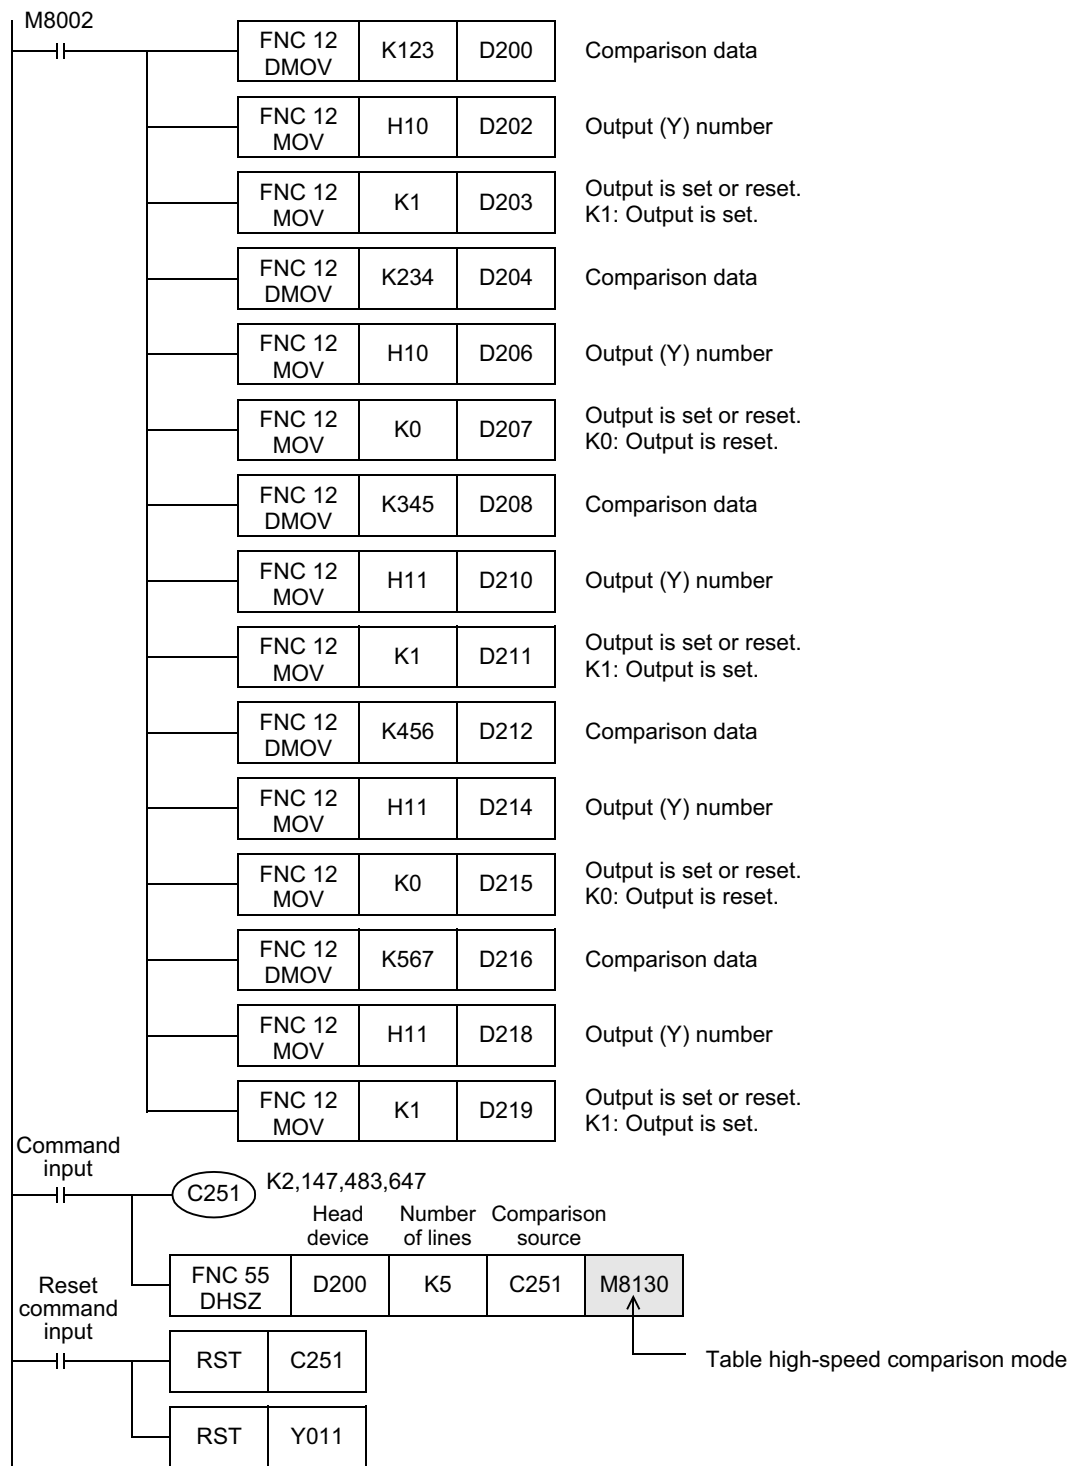 M8002
FNC 12 DMOV K123 D200 Comparison data
FNC 12 MOV H10 D202 Output (Y) number
FNC 12 MOV K1 D203 Output is set or reset.
K1: Output is set.
FNC 12 DMOV K234 D204 Comparison data
FNC 12 MOV H10 D206 Output (Y) number
FNC 12 MOV K0 D207 Output is set or reset.
K0: Output is reset.
FNC 12 DMOV K345 D208 Comparison data
FNC 12 MOV H11 D210 Output (Y) number
FNC 12 MOV K1 D211 Output is set or reset.
K1: Output is set.
FNC 12 DMOV K456 D212 Comparison data
FNC 12 MOV H11 D214 Output (Y) number
FNC 12 MOV K0 D215 Output is set or reset.
K0: Output is reset.
FNC 12 DMOV K567 D216 Comparison data
FNC 12 MOV H11 D218 Output (Y) number
FNC 12 MOV K1 D219 Output is set or reset.
K1: Output is set.
Command
input
C251 K2,147,483,647
Head device Number of lines Comparison source
FNC 55 DHSZ D200 K5 C251 M8130
Reset
command
input
RST C251
Table high-speed comparison mode
RST Y011